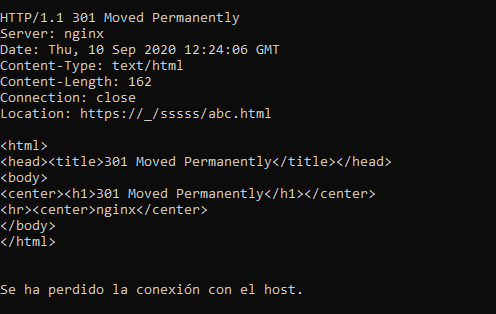 HTTP/1.1 301 Moved Permanently
Server: nginx
Date: Thu, 10 Sep 2020 12:24:06 GMT
Content-Type: text/html
Content-Length: 162
Connection: close
Location: https://_/sssss/abc.html

<html>
<head><title>301 Moved Permanently</title></head>
<body>
<center><h1>301 Moved Permanently</h1></center>
<hr><center>nginx</center>
</body>
</html>

Se ha perdido la conexión con el host.